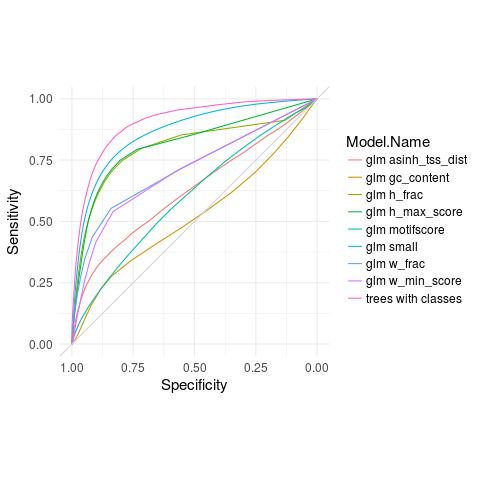 1.00
0.75
0.50
0.25
0.00
Sensitivity
1.00 0.75 0.50 0.25 0.00
Specificity
Model.Name
glm asinh_tss_dist
glm gc_content
glm h_frac
glm h_max_score
glm motifscore
glm small
glm w_frac
glm w_min_score
trees with classes